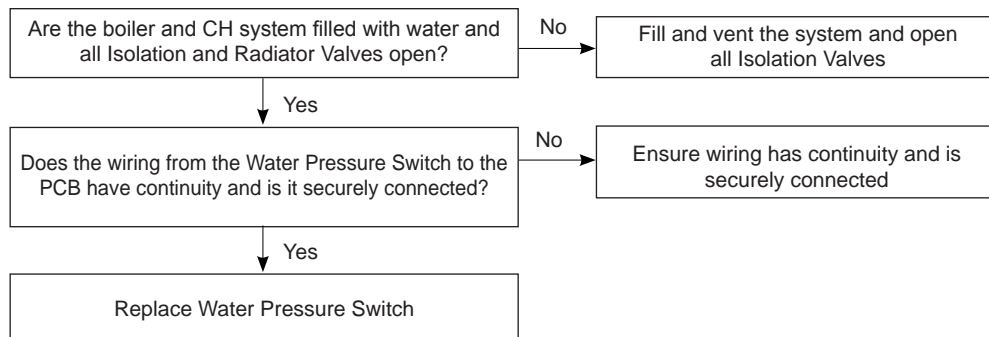 Are the boiler and CH system filled with water and
all Isolation and Radiator Valves open?
No
Fill and vent the system and open
all Isolation Valves
Yes
Does the wiring from the Water Pressure Switch to the
PCB have continuity and is it securely connected?
No
Ensure wiring has continuity and is
securely connected
Yes
Replace Water Pressure Switch